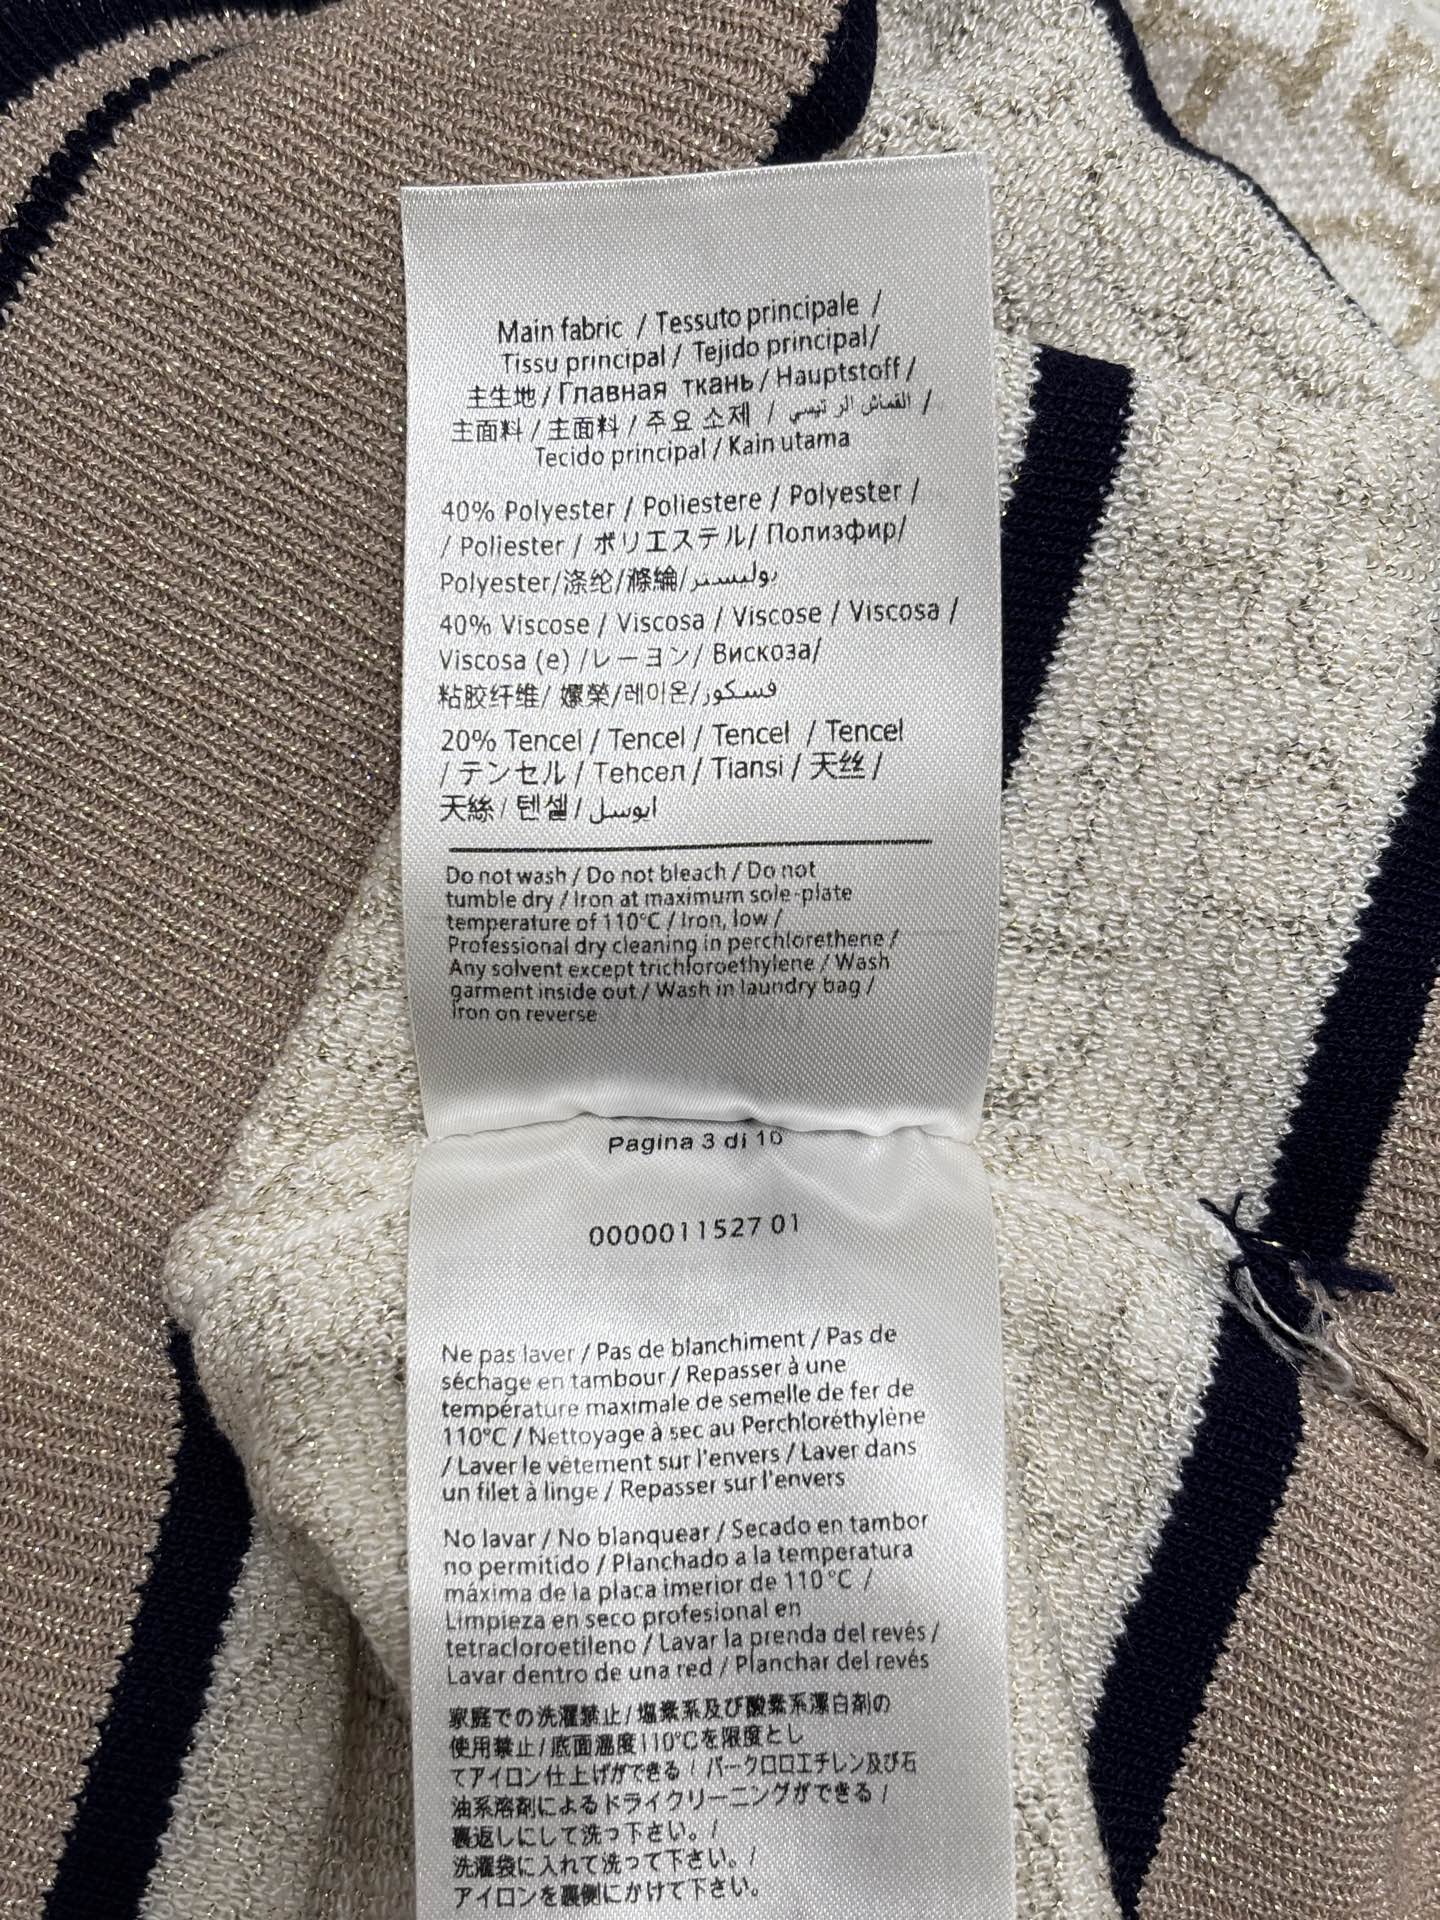 Main fabric / Tessuto principale /
Tissu principal / Tejido principal/
主生地/Главная ткань/Hauptstoff/
主面料/主面料/주요 소재 / القماش الر تيسي /
Tecido principal / Kain utama
40% Polyester / Poliestere / Polyester /
/ Poliester / ポリエステル/ Полиэфир/
Polyester/涤纶/滌綸/بوليستر
40% Viscose / Viscosa / Viscose / Viscosa /
Viscosa (e) /レーヨン/ Вискоза/
粘胶纤维/ 嫘縈/레이온/فسكوز
20% Tencel / Tencel / Tencel / Tencel
/ テンセル / Тенсел / Tiansi / 天丝 /
天絲 / 텐셀 / ايوسل
Do not wash / Do not bleach / Do not
tumble dry / Iron at maximum sole-plate
temperature of 110°C / Iron, low /
Professional dry cleaning in perchlorethene /
Any solvent except trichloroethylene / Wash
garment inside out / Wash in laundry bag /
Iron on reverse
Pagina 3 di 10
0000011527 01
Ne pas laver / Pas de blanchiment / Pas de
séchage en tambour / Repasser à une
température maximale de semelle de fer de
110°C / Nettoyage à sec au Perchloréthylène
/ Laver le vêtement sur l'envers / Laver dans
un filet à linge / Repasser sur l'envers
No lavar / No blanquear / Secado en tambor
no permitido / Planchado a la temperatura
máxima de la placa imerior de 110°C /
Limpieza en seco profesional en
tetracloroetileno / Lavar la prenda del revés /
Lavar dentro de una red / Planchar del revés
家庭での洗濯禁止/塩素系及び酸素系漂白剤の
使用禁止/底面温度110°Cを限度とし
てアイロン仕上げができる / パークロロエチレン及び石
油系溶剤によるドライクリーニングができる /
裏返しにして洗っ下さい。/
洗濯袋に入れて洗って下さい。/
アイロンを裏側にかけて下さい。